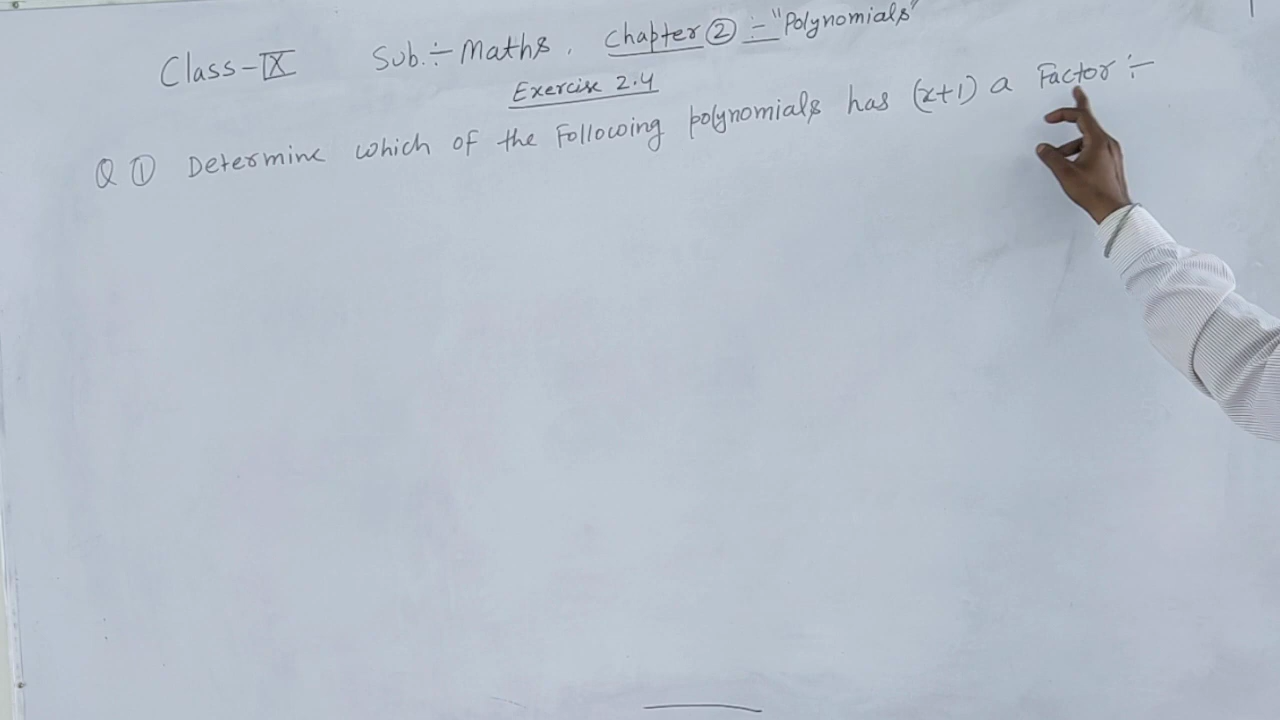 Class-IX Sub.:- Maths. Chapter ② :- "Polynomials"
Exercise 2.4
Q ① Determine which of the Following polynomials has (x+1) a Factor :-